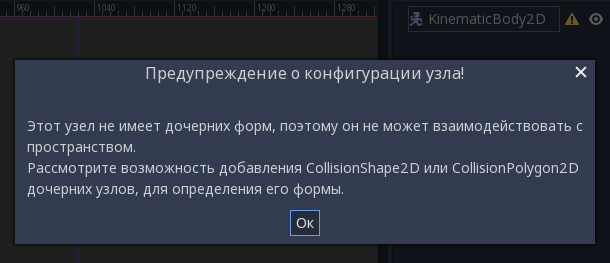 960 1040 1120 1200 1280
KinematicBody2D
Предупреждение о конфигурации узла!
Этот узел не имеет дочерних форм, поэтому он не может взаимодействовать с
пространством.
Рассмотрите возможность добавления CollisionShape2D или CollisionPolygon2D
дочерних узлов, для определения его формы.
Ок